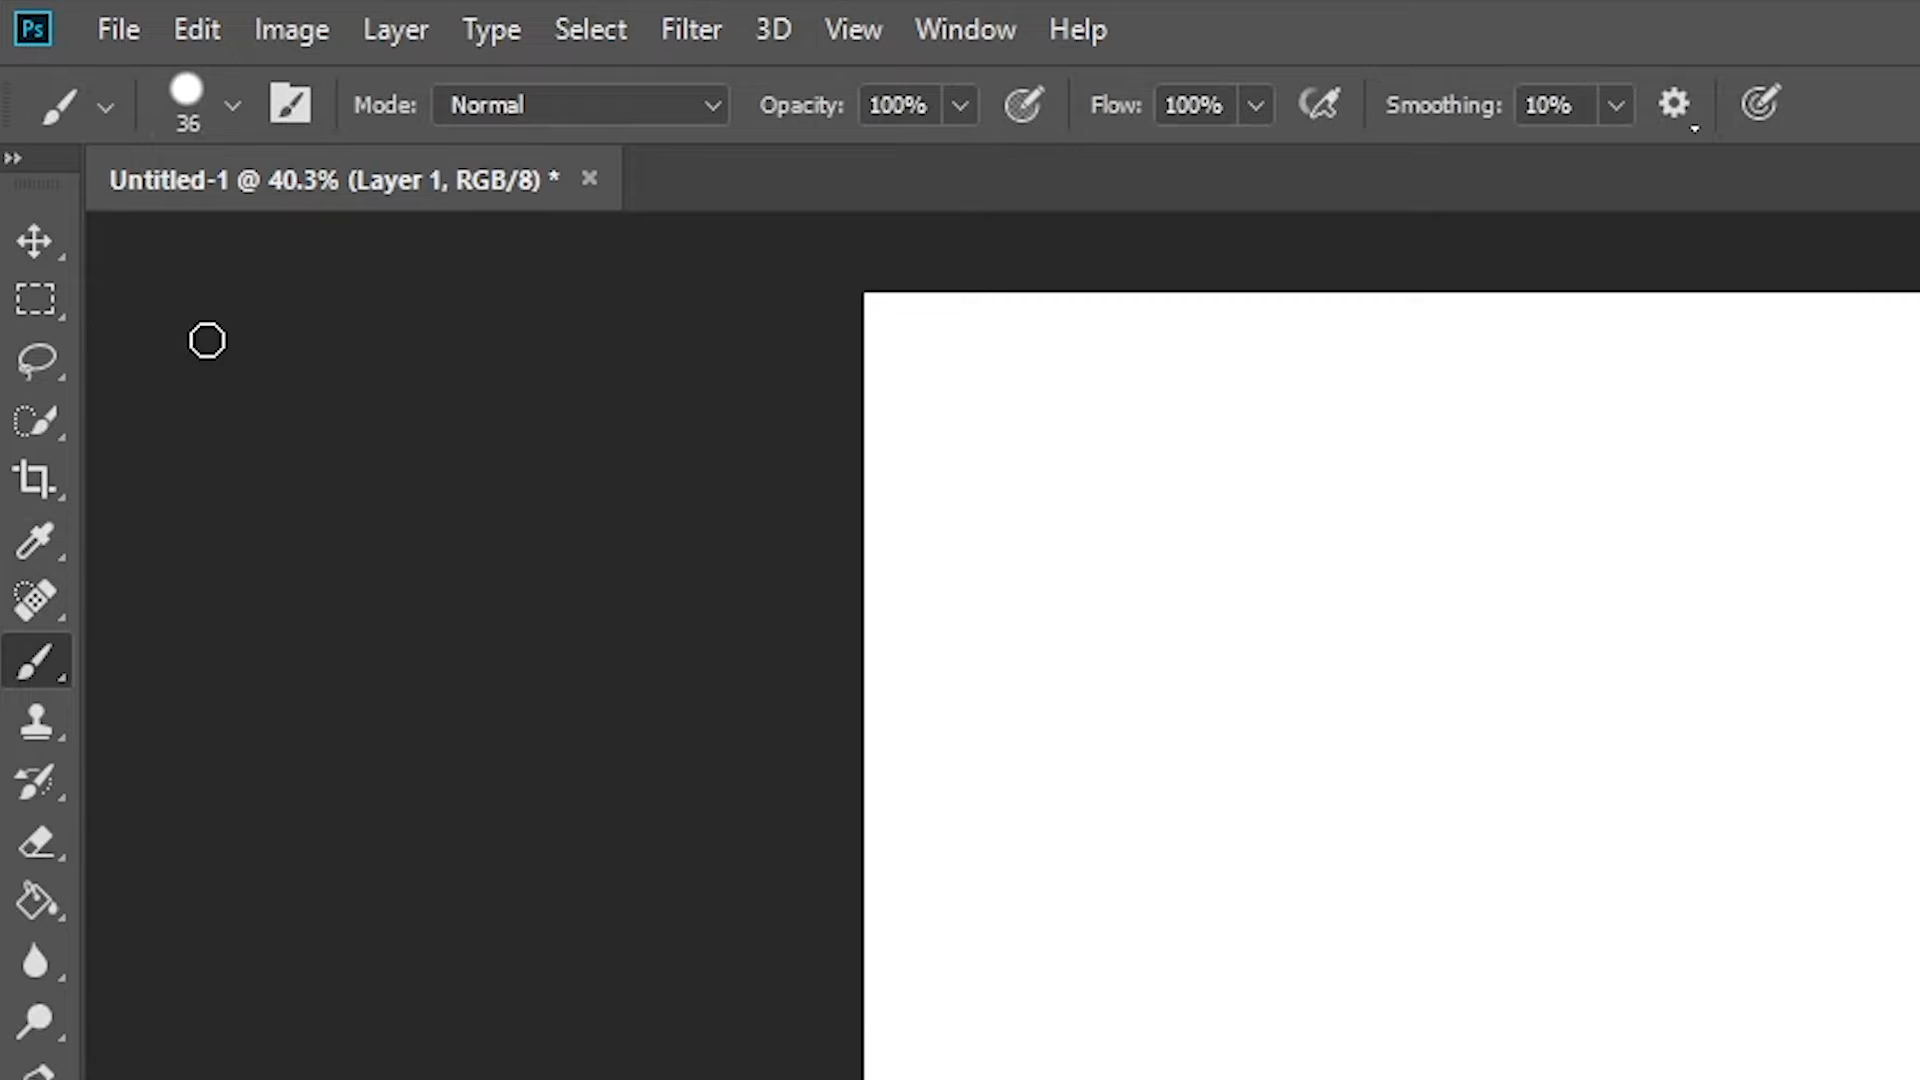 Ps File Edit Image Layer Type Select Filter 3D View Window Help
36 Mode: Normal Opacity: 100% Flow: 100% Smoothing: 10%
Untitled-1 @ 40.3% (Layer 1, RGB/8) *